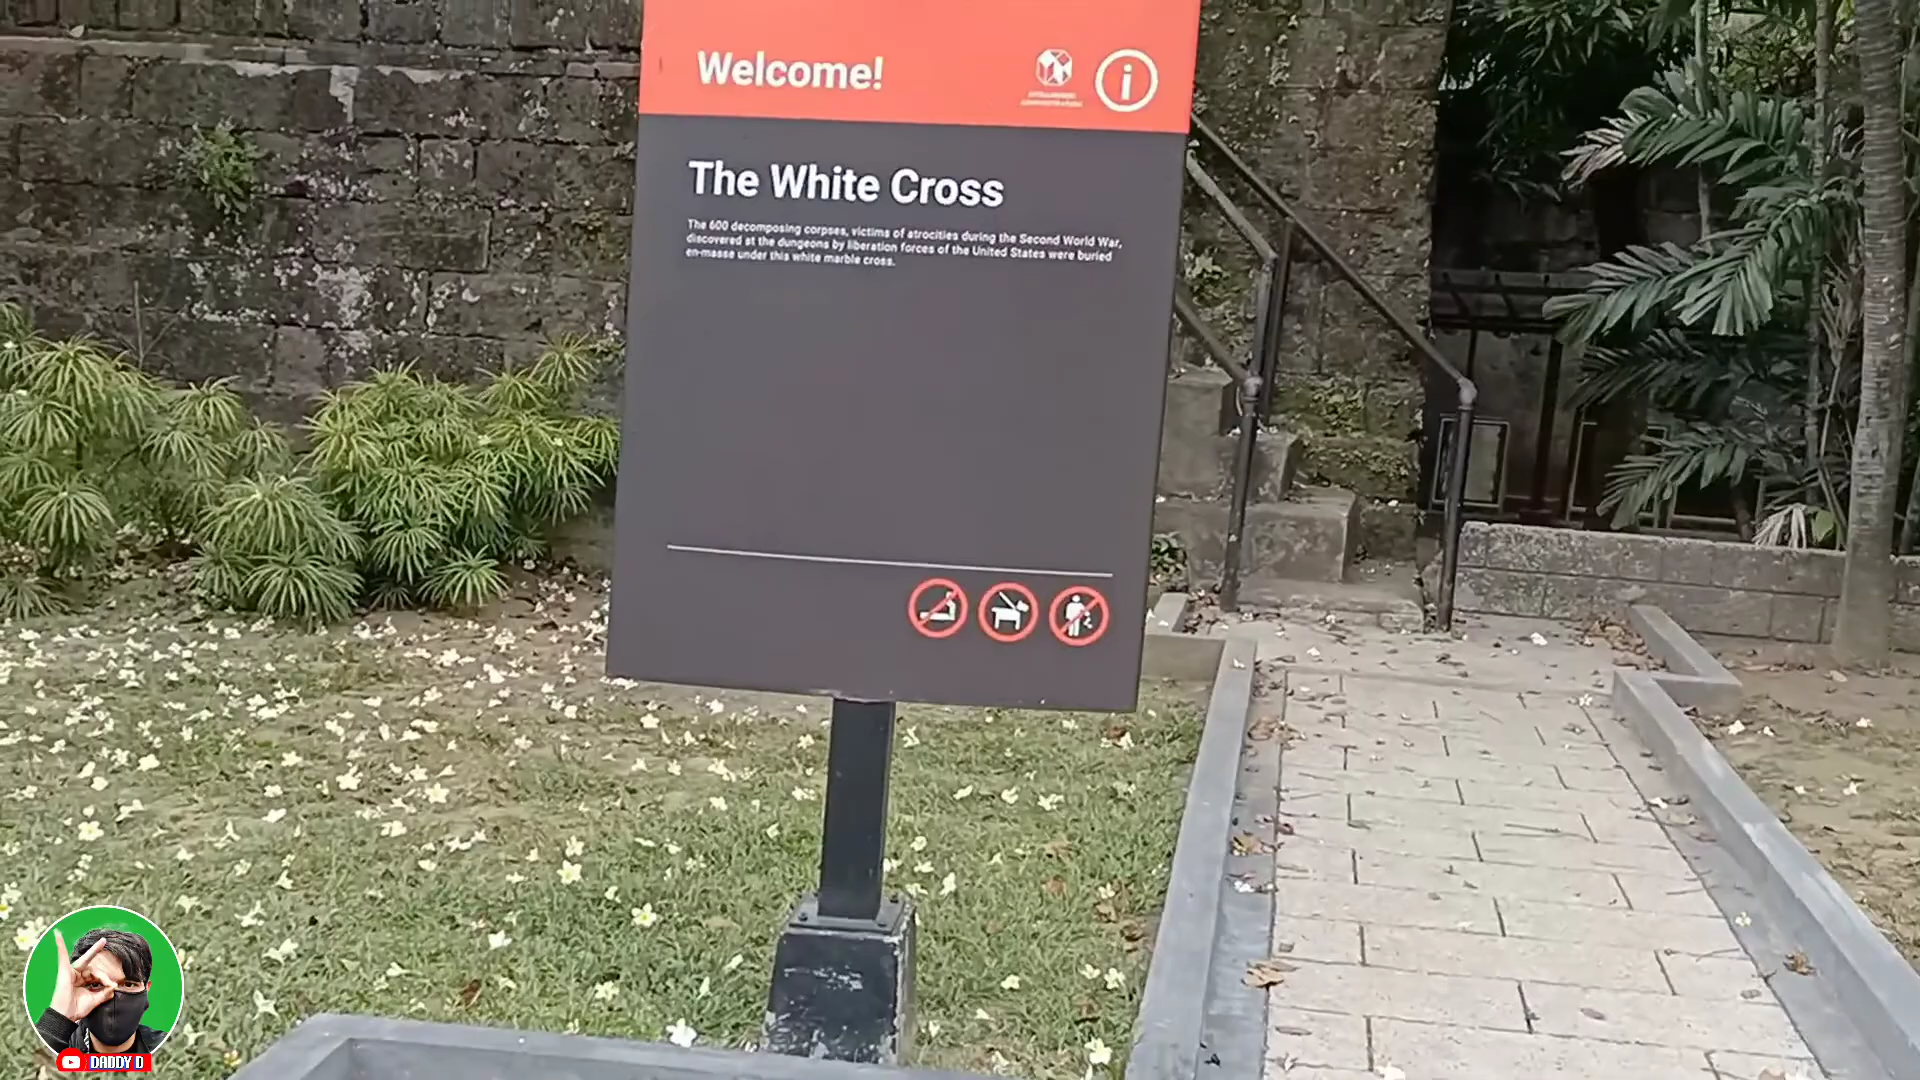 Welcome!
The White Cross
The 600 decomposing corpses, victims of atrocities during the Second World War,
discovered at the dungeons by liberation forces of the United States were buried
en-masse under this white marble cross.
DADDY D